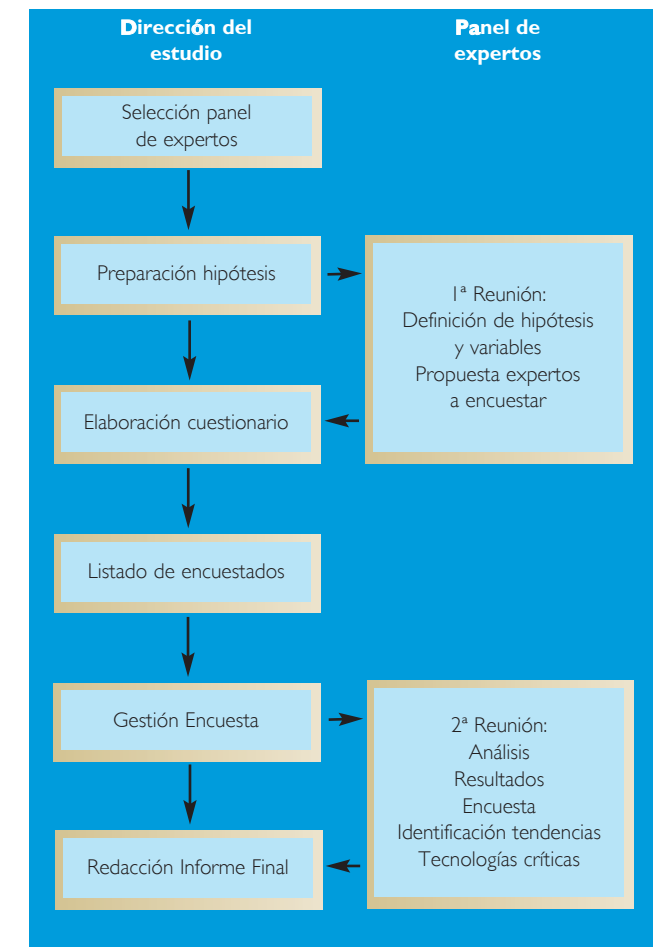 Dirección del
estudio
Panel de
expertos
Selección panel
de expertos
Preparación hipótesis
1ª Reunión:
Definición de hipótesis
y variables
Propuesta expertos
a encuestar
Elaboración cuestionario
Listado de encuestados
Gestión Encuesta
2ª Reunión:
Análisis
Resultados
Encuesta
Identificación tendencias
Tecnologías críticas
Redacción Informe Final